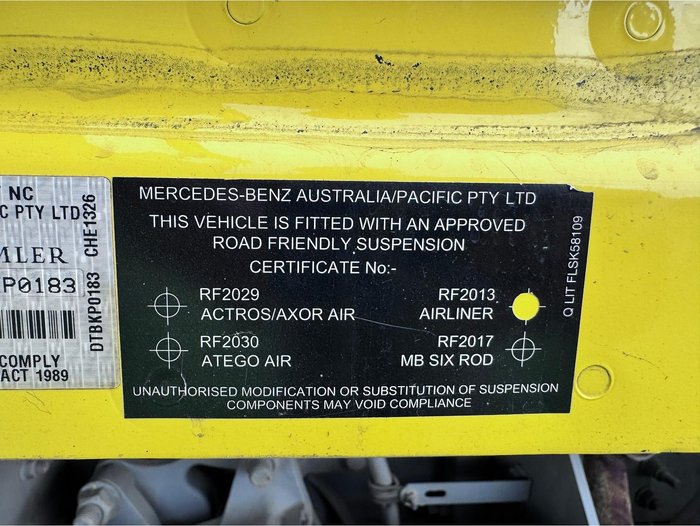 NC
PTY LTD
P0183
COMPLY
ACT 1989
DTBKP0183 CHE1326
MERCEDES-BENZ AUSTRALIA/PACIFIC PTY LTD
THIS VEHICLE IS FITTED WITH AN APPROVED
ROAD FRIENDLY SUSPENSION
CERTIFICATE No:-
RF2029
ACTROS/AXOR AIR
RF2013
AIRLINER
RF2030
ATEGO AIR
RF2017
MB SIX ROD
UNAUTHORISED MODIFICATION OR SUBSTITUTION OF SUSPENSION
COMPONENTS MAY VOID COMPLIANCE
Q LIT FLSK58109